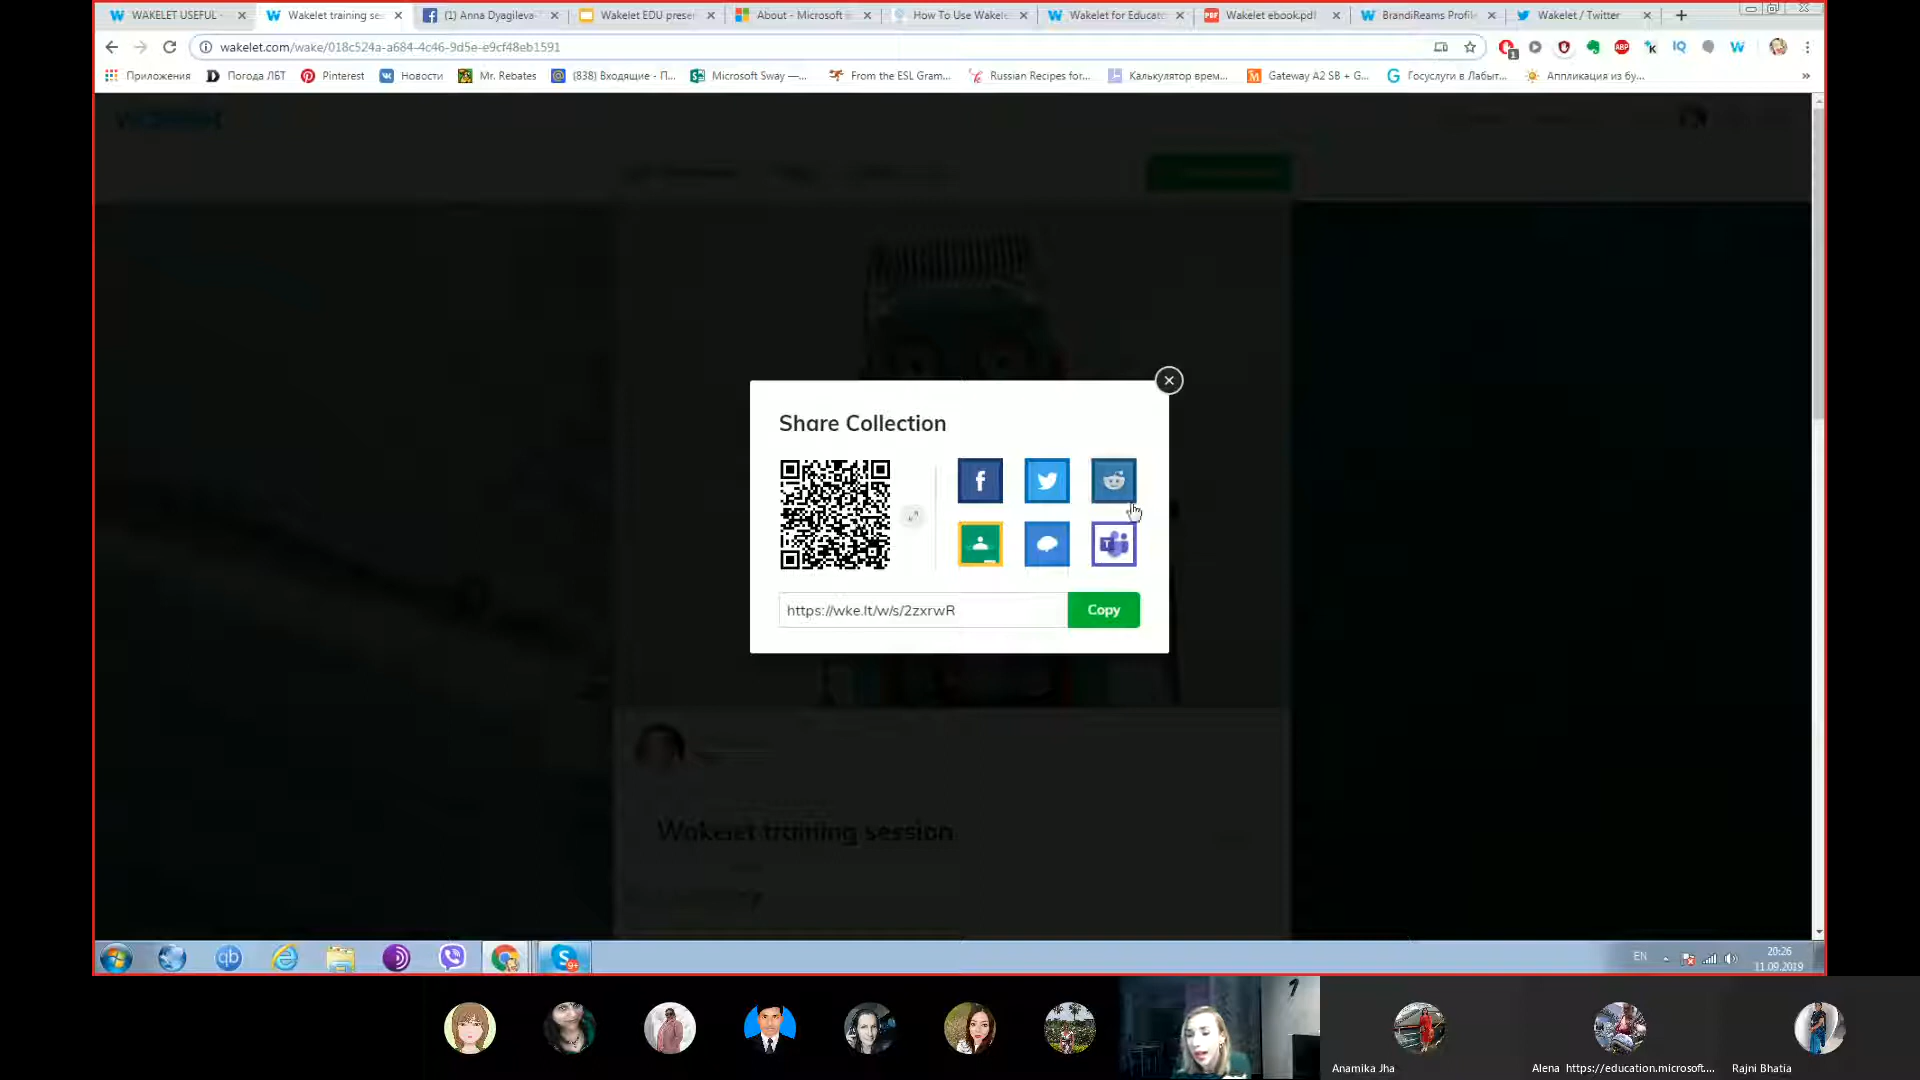 WAKELET USEFUL -
Wakelet training se
(1) Anna Dyagileva-
Wakelet EDU prese
About - Microsoft
How To Use Wakele
Wakelet for Educat
Wakelet ebook.pdf
BrandiReams Profil
Wakelet / Twitter
wakelet.com/wake/018c524a-a684-4c46-9d5e-e9cf48eb1591
Приложения
Погода ЛБТ
Pinterest
Новости
Mr. Rebates
(838) Входящие - П...
Microsoft Sway —...
From the ESL Gram...
Russian Recipes for...
Калькулятор врем...
Gateway A2 SB + G...
Госуслуги в Лабыт...
Аппликация из бу...
Share Collection
https://wke.lt/w/s/2zxrwR
Copy
Wakelet training session
EN
20:26
11.09.2019
Anamika Jha
Alena https://education.microsoft....
Rajni Bhatia